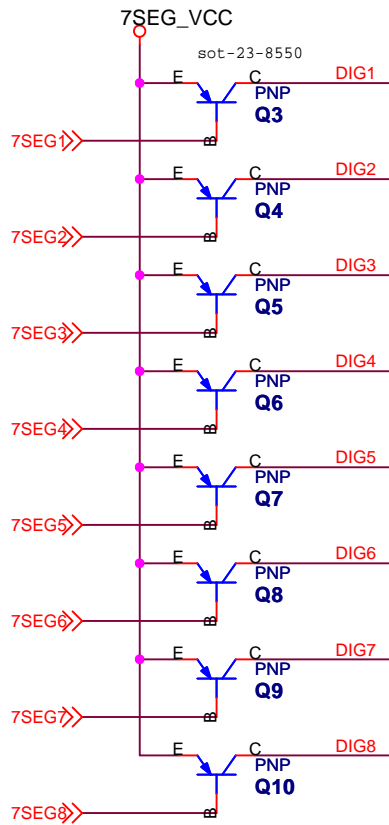 7SEG_VCC
sot-23-8550
E C DIG1
PNP
Q3
7SEG1 B
E C DIG2
PNP
Q4
7SEG2 B
E C DIG3
PNP
Q5
7SEG3 B
E C DIG4
PNP
Q6
7SEG4 B
E C DIG5
PNP
Q7
7SEG5 B
E C DIG6
PNP
Q8
7SEG6 B
E C DIG7
PNP
Q9
7SEG7 B
E C DIG8
PNP
Q10
7SEG8 B